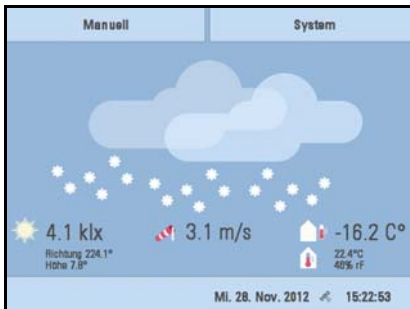 Manuell
System
4.1 klx
3.1 m/s
-16.2 C°
Richtung 224.1°
Höhe 7.8°
22.4°C
46% rF
Mi. 28. Nov. 2012
15:22:53